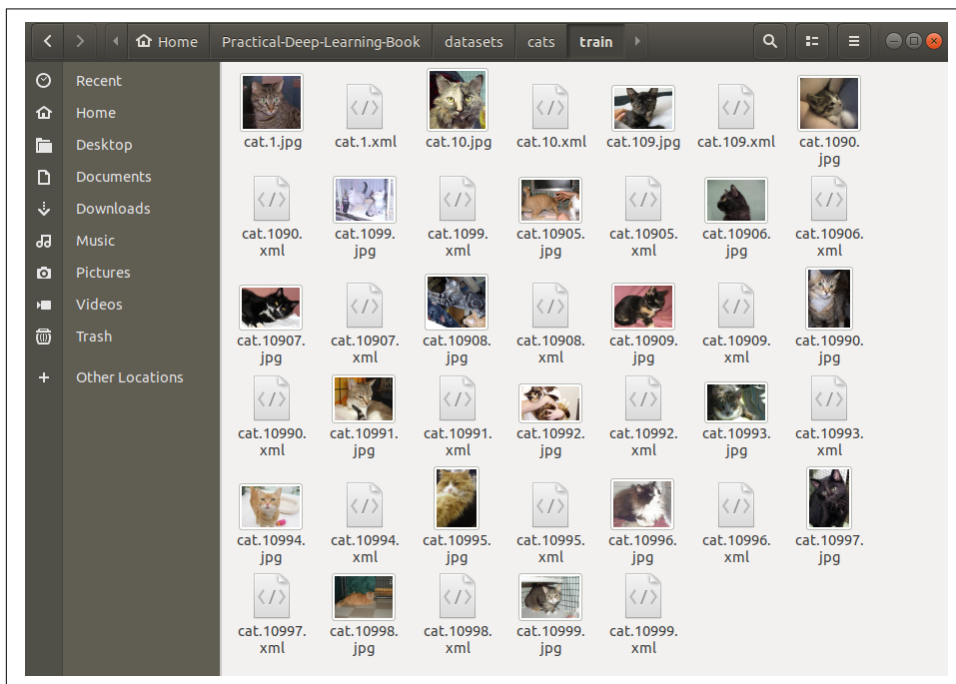 Home Practical-Deep-Learning-Book datasets cats train
Recent
Home
Desktop
Documents
Downloads
Music
Pictures
Videos
Trash
Other Locations
cat.1.jpg cat.1.xml cat.10.jpg cat.10.xml cat.109.jpg cat.109.xml cat.1090.
jpg
cat.1090. cat.1099. cat.1099. cat.10905. cat.10905. cat.10906. cat.10906.
xml jpg xml jpg xml jpg xml
cat.10907. cat.10907. cat.10908. cat.10908. cat.10909. cat.10909. cat.10990.
jpg xml jpg xml jpg xml jpg
cat.10990. cat.10991. cat.10991. cat.10992. cat.10992. cat.10993. cat.10993.
xml jpg xml jpg xml jpg xml
cat.10994. cat.10994. cat.10995. cat.10995. cat.10996. cat.10996. cat.10997.
jpg xml jpg xml jpg xml jpg
cat.10997. cat.10998. cat.10998. cat.10999. cat.10999.
xml jpg xml jpg xml